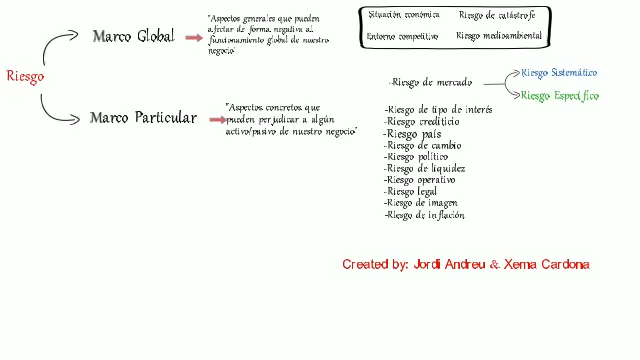 Riesgo
Marco Global
"Aspectos generales que pueden
afectar de forma negativa al
funcionamiento global de nuestro
negocio"
Situación económica
Riesgo de catástrofe
Entorno competitivo
Riesgo medioambiental
Marco Particular
"Aspectos concretos que
pueden perjudicar a algún
activo/pasivo de nuestro negocio"
-Riesgo de mercado
Riesgo Sistemático
Riesgo Específico
-Riesgo de tipo de interés
-Riesgo crediticio
-Riesgo país
-Riesgo de cambio
-Riesgo político
-Riesgo de liquidez
-Riesgo operativo
-Riesgo legal
-Riesgo de imagen
-Riesgo de inflación
Created by: Jordi Andreu & Xema Cardona